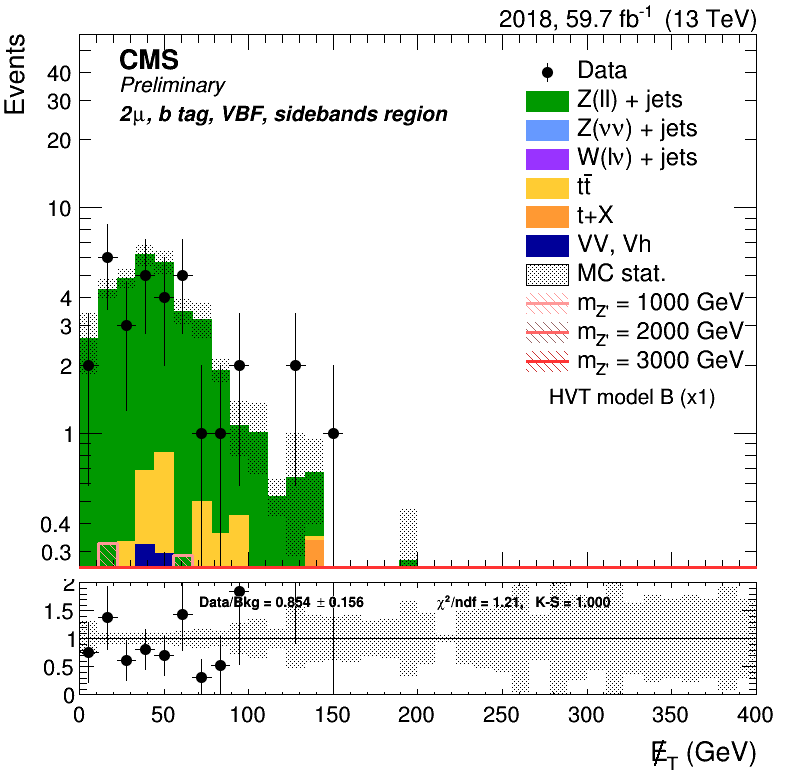 2018, 59.7 fb⁻¹ (13 TeV)
Events
CMS
Preliminary
2μ, b tag, VBF, sidebands region
Data
Z(ll) + jets
Z(νν) + jets
W(lν) + jets
tt̄
t+X
VV, Vh
MC stat.
m_Z' = 1000 GeV
m_Z' = 2000 GeV
m_Z' = 3000 GeV
HVT model B (x1)
40
30
20
10
4
3
2
1
0.4
0.3
Data/Bkg = 0.854 ± 0.156 χ²/ndf = 1.21, K-S = 1.000
2
1.5
1
0.5
0
0 50 100 150 200 250 300 350 400
E̸_T (GeV)